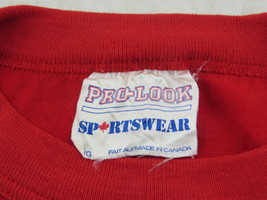 PRO-LOOK
SPORTSWEAR
G FAIT AU/MADE IN CANADA